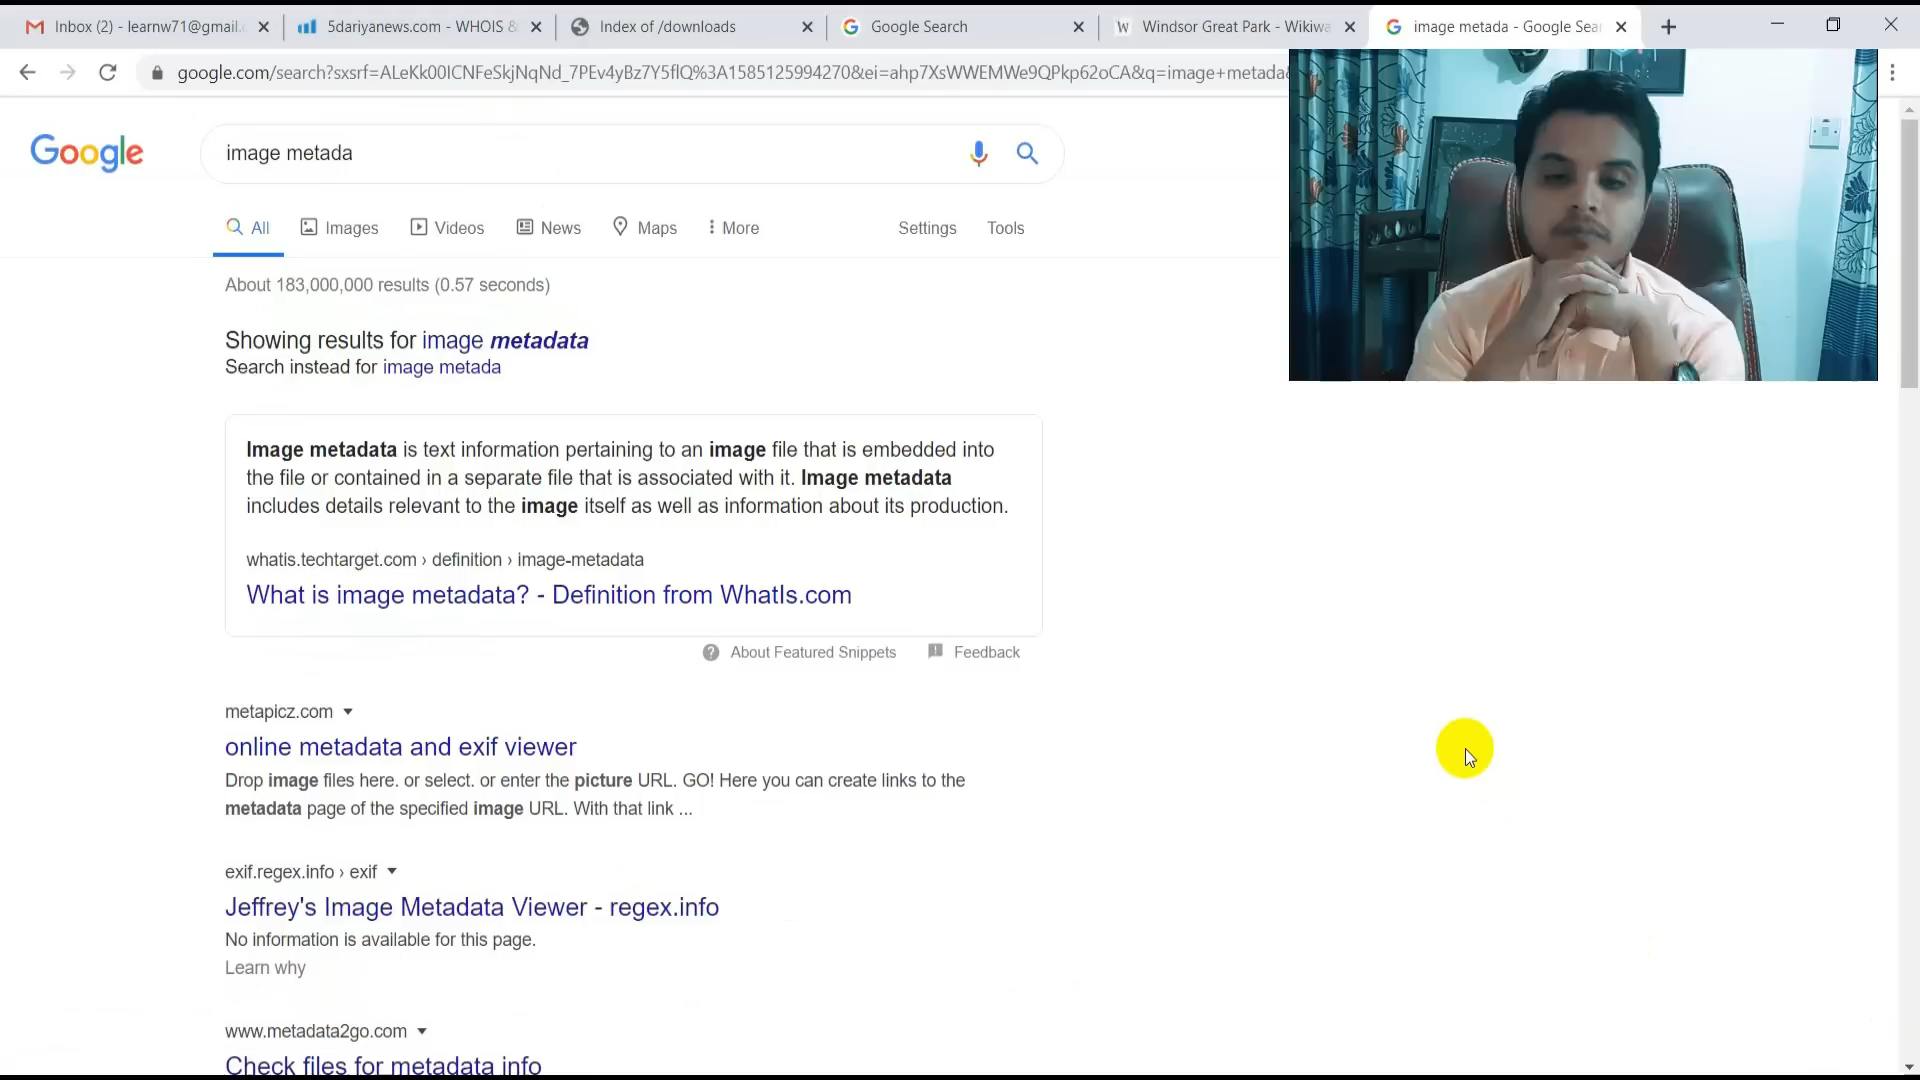 Inbox (2) - learnw71@gmail.
5dariyanews.com - WHOIS &
Index of /downloads
Google Search
Windsor Great Park - Wikiwa
image metada - Google Sea
google.com/search?sxsrf=ALeKk00ICNFeSkjNqNd_7PEv4yBz7Y5flQ%3A1585125994270&ei=ahp7XsWWEMWe9QPkp62oCA&q=image+metada
Google
image metada
All
Images
Videos
News
Maps
More
Settings
Tools
About 183,000,000 results (0.57 seconds)
Showing results for image metadata
Search instead for image metada
Image metadata is text information pertaining to an image file that is embedded into
the file or contained in a separate file that is associated with it. Image metadata
includes details relevant to the image itself as well as information about its production.
whatis.techtarget.com › definition › image-metadata
What is image metadata? - Definition from WhatIs.com
About Featured Snippets
Feedback
metapicz.com
online metadata and exif viewer
Drop image files here. or select. or enter the picture URL. GO! Here you can create links to the
metadata page of the specified image URL. With that link ...
exif.regex.info › exif
Jeffrey's Image Metadata Viewer - regex.info
No information is available for this page.
Learn why
www.metadata2go.com
Check files for metadata info